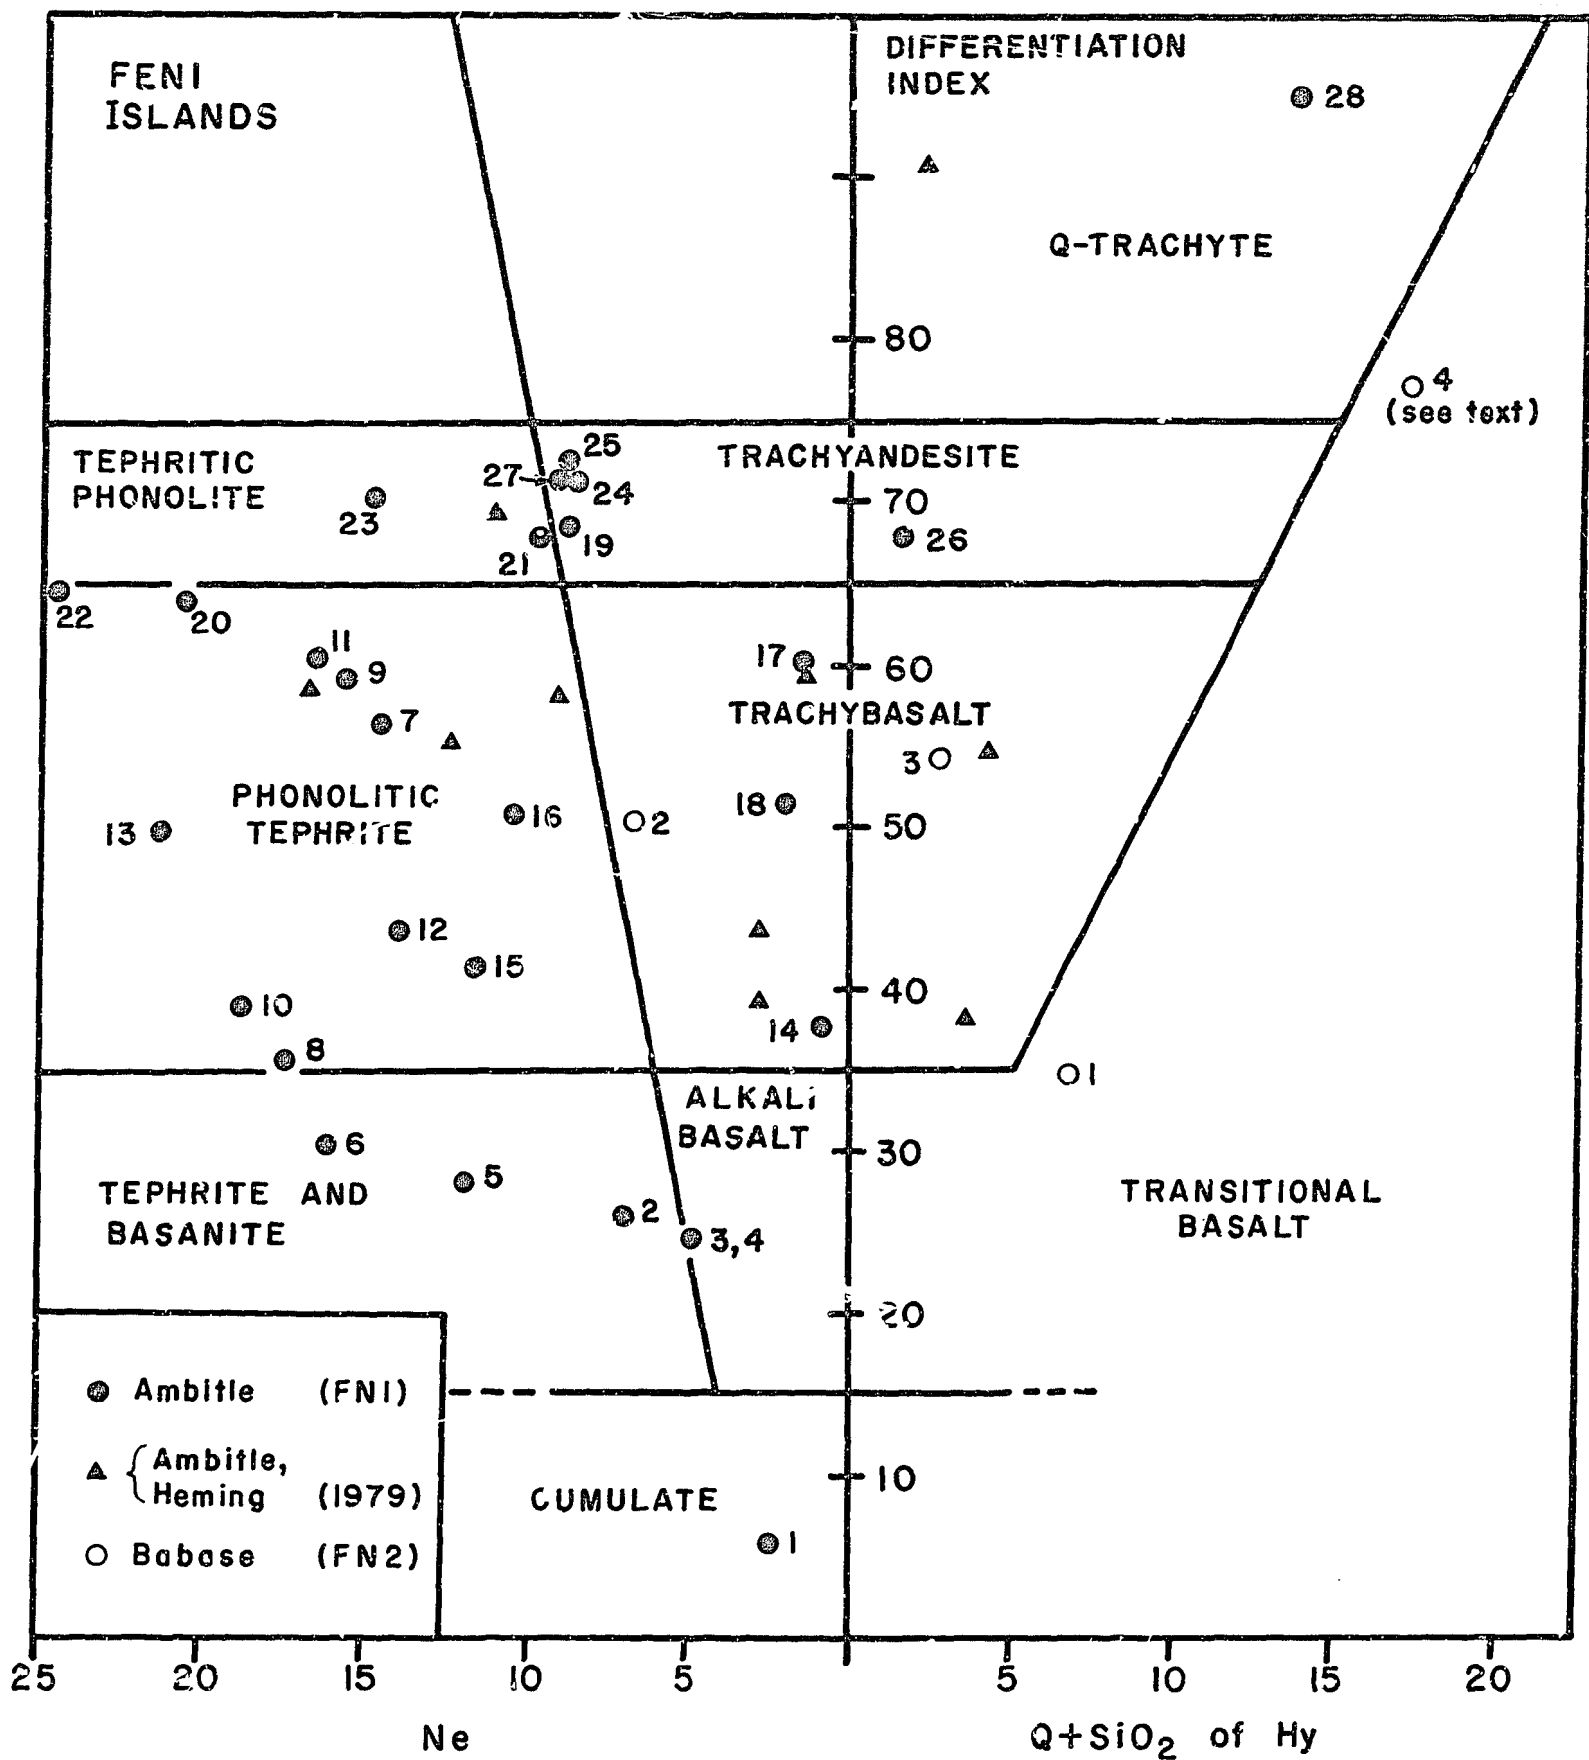 FENI
ISLANDS
DIFFERENTIATION
INDEX
28
Q-TRACHYTE
80
4
(see text)
TEPHRITIC
PHONOLITE
TRACHYANDESITE
25
27
24
70
23
19
21
26
22
20
11
9
17
60
7
TRACHYBASALT
3
PHONOLITIC
TEPHRITE
18
16
2
50
13
12
15
10
40
14
8
1
ALKALI
BASALT
6
30
5
TEPHRITE AND
BASANITE
2
3,4
TRANSITIONAL
BASALT
20
Ambitle (FN1)
Ambitle,
Heming (1979)
Babase (FN2)
10
CUMULATE
1
25 20 15 10 5 5 10 15 20
Ne
Q+SiO₂ of Hy